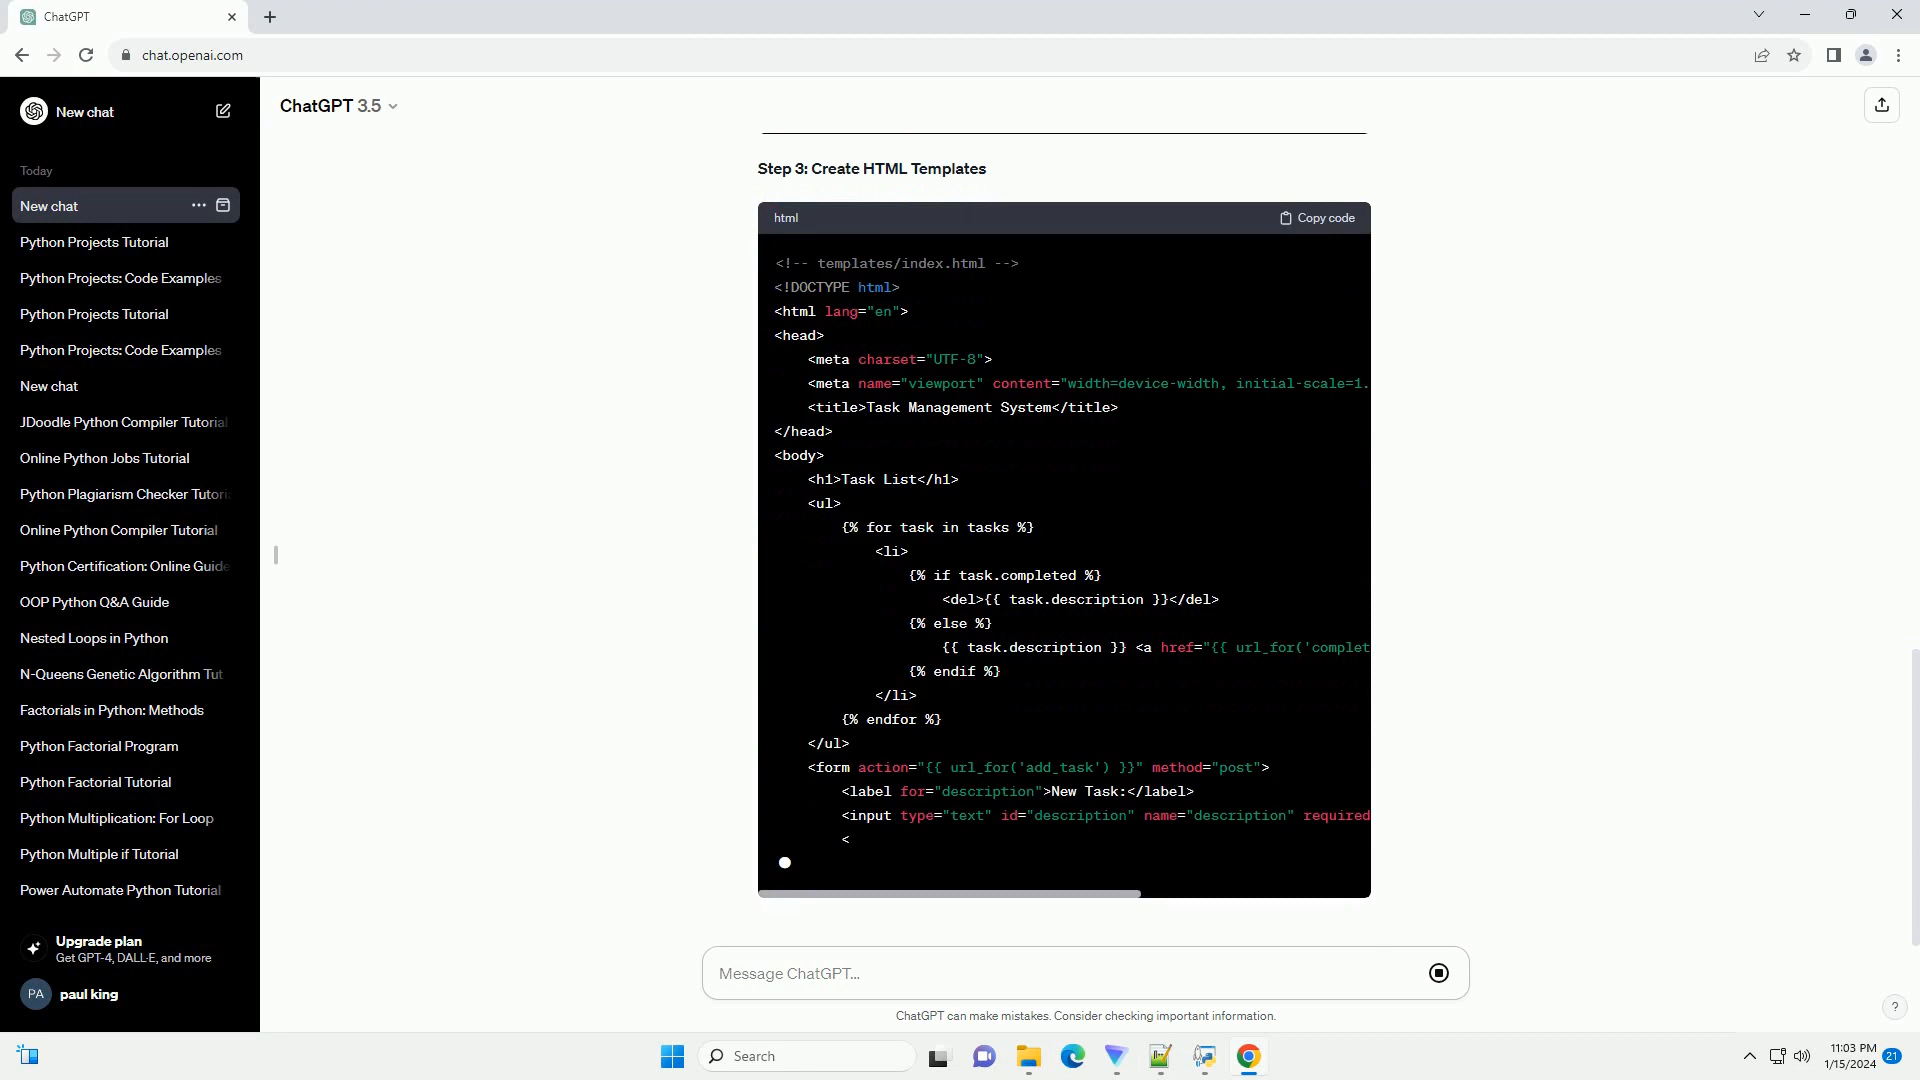 ChatGPT
chat.openai.com
New chat
Today
New chat
Python Projects Tutorial
Python Projects: Code Examples
Python Projects Tutorial
Python Projects: Code Examples
New chat
JDoodle Python Compiler Tutorial
Online Python Jobs Tutorial
Python Plagiarism Checker Tutori
Online Python Compiler Tutorial
Python Certification: Online Guide
OOP Python Q&A Guide
Nested Loops in Python
N-Queens Genetic Algorithm Tut
Factorials in Python: Methods
Python Factorial Program
Python Factorial Tutorial
Python Multiplication: For Loop
Python Multiple if Tutorial
Power Automate Python Tutorial
Upgrade plan
Get GPT-4, DALL·E, and more
PA paul king
ChatGPT 3.5
Step 3: Create HTML Templates
html Copy code
<!-- templates/index.html -->
<!DOCTYPE html>
<html lang="en">
<head>
    <meta charset="UTF-8">
    <meta name="viewport" content="width=device-width, initial-scale=1.
    <title>Task Management System</title>
</head>
<body>
    <h1>Task List</h1>
    <ul>
        {% for task in tasks %}
            <li>
                {% if task.completed %}
                    <del>{{ task.description }}</del>
                {% else %}
                    {{ task.description }} <a href="{{ url_for('complet
                {% endif %}
            </li>
        {% endfor %}
    </ul>
    <form action="{{ url_for('add_task') }}" method="post">
        <label for="description">New Task:</label>
        <input type="text" id="description" name="description" required
        <
Message ChatGPT...
ChatGPT can make mistakes. Consider checking important information.
?
Search
11:03 PM
1/15/2024
21